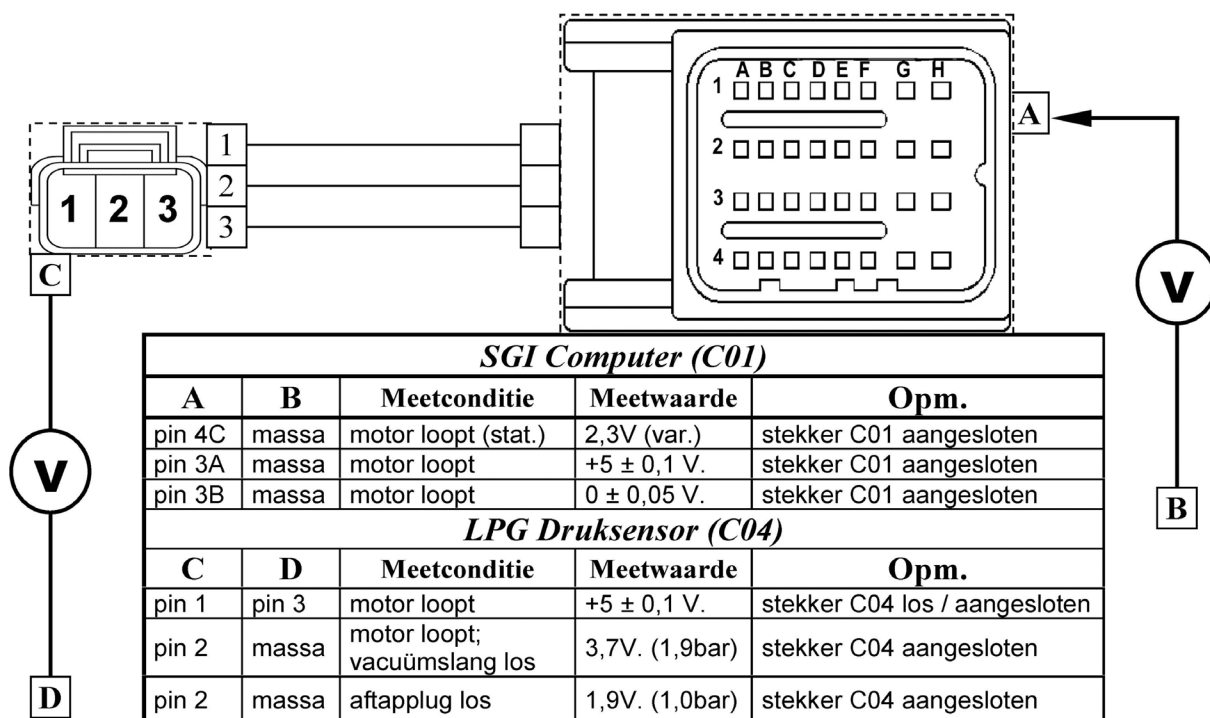 A B C D E F G H
1
A
1
2
2
1 2 3
3
3
C
4
V
V
SGI Computer (C01)
A B Meetconditie Meetwaarde Opm.
pin 4C massa motor loopt (stat.) 2,3V (var.) stekker C01 aangesloten
pin 3A massa motor loopt +5 ± 0,1 V. stekker C01 aangesloten
pin 3B massa motor loopt 0 ± 0,05 V. stekker C01 aangesloten
B
LPG Druksensor (C04)
C D Meetconditie Meetwaarde Opm.
pin 1 pin 3 motor loopt +5 ± 0,1 V. stekker C04 los / aangesloten
pin 2 massa motor loopt;
vacuümslang los 3,7V. (1,9bar) stekker C04 aangesloten
pin 2 massa aftapplug los 1,9V. (1,0bar) stekker C04 aangesloten
D